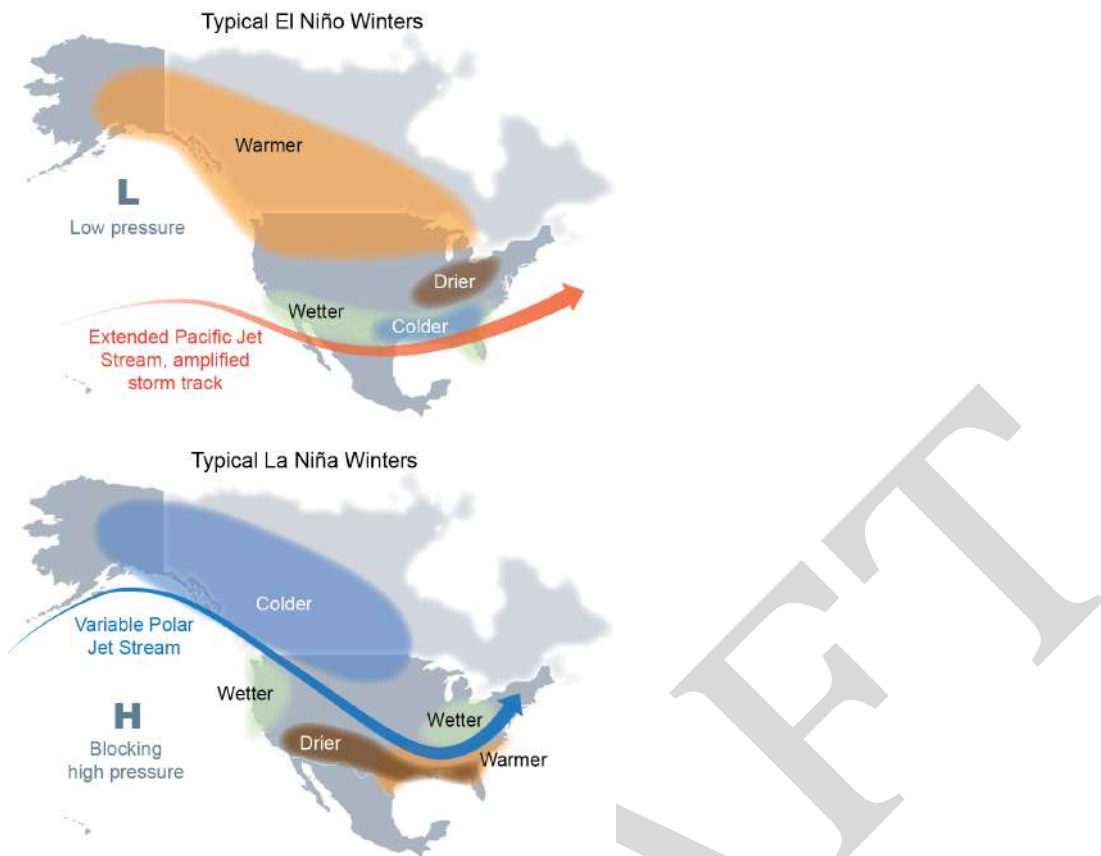 Typical El Niño Winters
Warmer
L
Low pressure
Drier
Wetter
Colder
Extended Pacific Jet
Stream, amplified
storm track
Typical La Niña Winters
Colder
Variable Polar
Jet Stream
Wetter
H
Blocking
high pressure
Wetter
Drier
Warmer
AFT